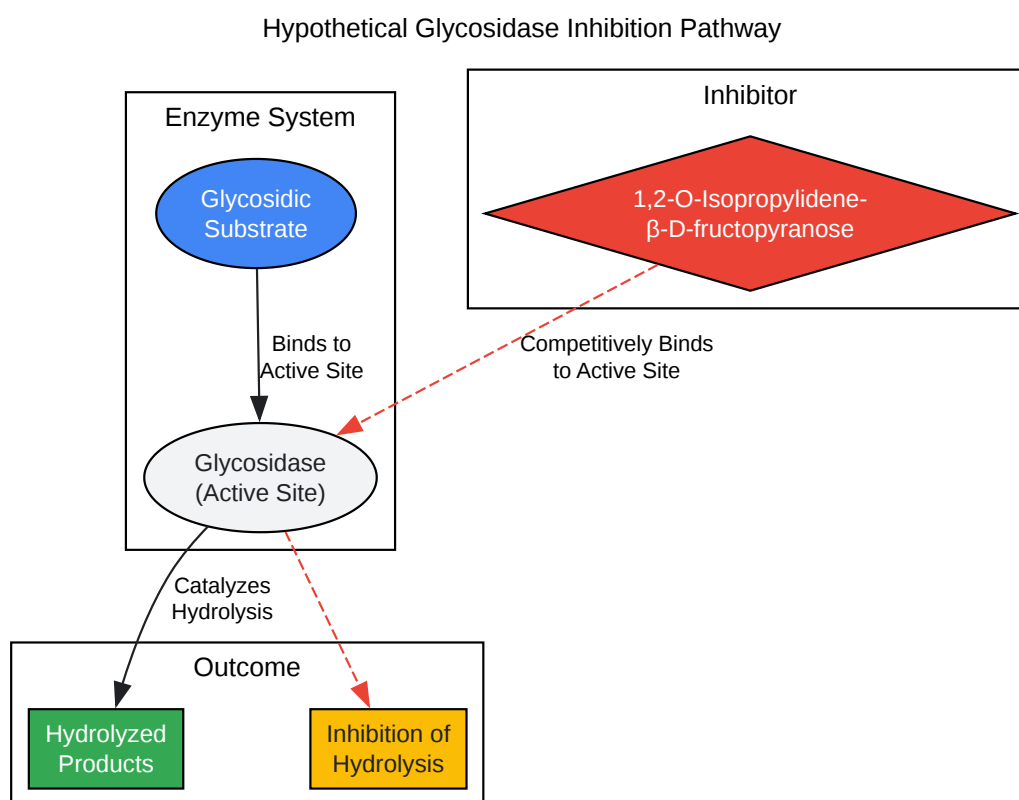 Hypothetical Glycosidase Inhibition Pathway
Enzyme System
Inhibitor
Glycosidic
Substrate
1,2-O-Isopropylidene-
β-D-fructopyranose
Binds to
Active Site
Competitively Binds
to Active Site
Glycosidase
(Active Site)
Catalyzes
Hydrolysis
Outcome
Hydrolyzed
Products
Inhibition of
Hydrolysis